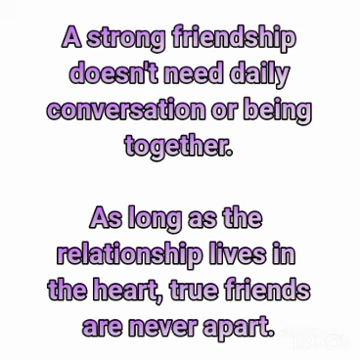 A strong friendship
doesn't need daily
conversation or being
together.
As long as the
relationship lives in
the heart, true friends
are never apart.